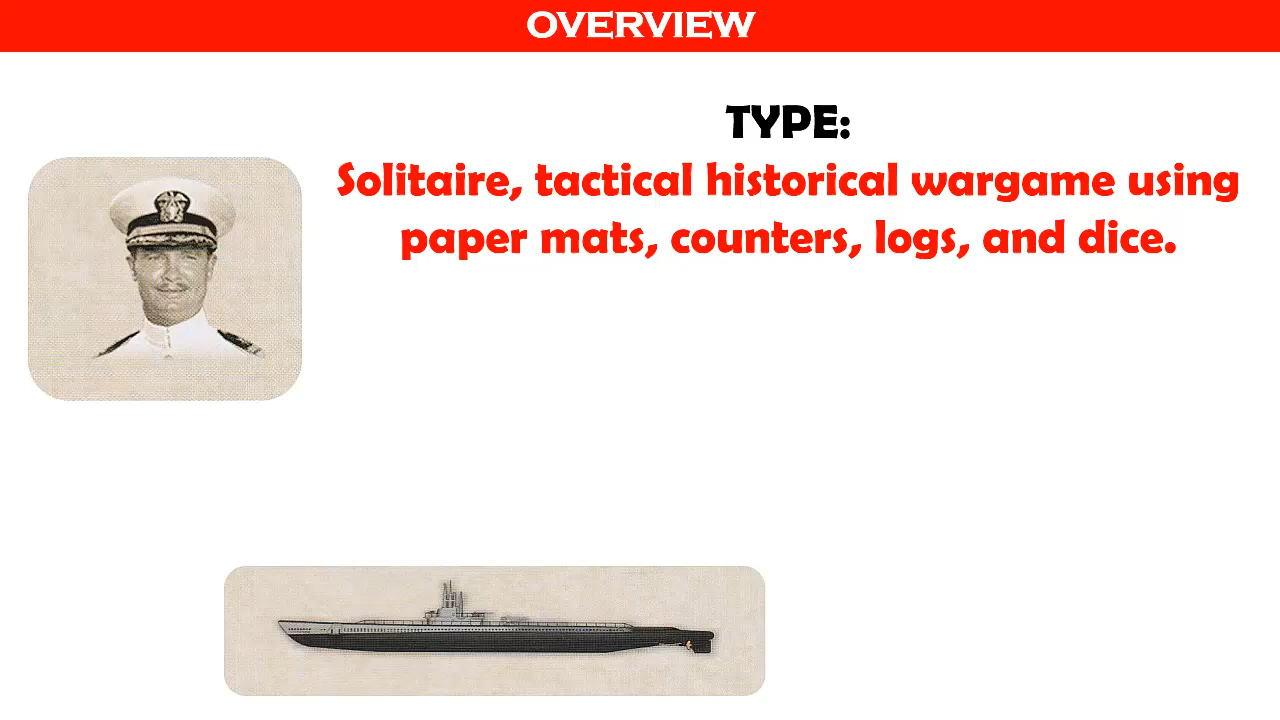 OVERVIEW
TYPE:
Solitaire, tactical historical wargame using
paper mats, counters, logs, and dice.